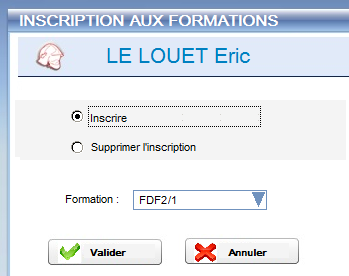 INSCRIPTION AUX FORMATIONS
LE LOUET Eric
Inscrire
Supprimer l'inscription
Formation : FDF2/1
Valider Annuler